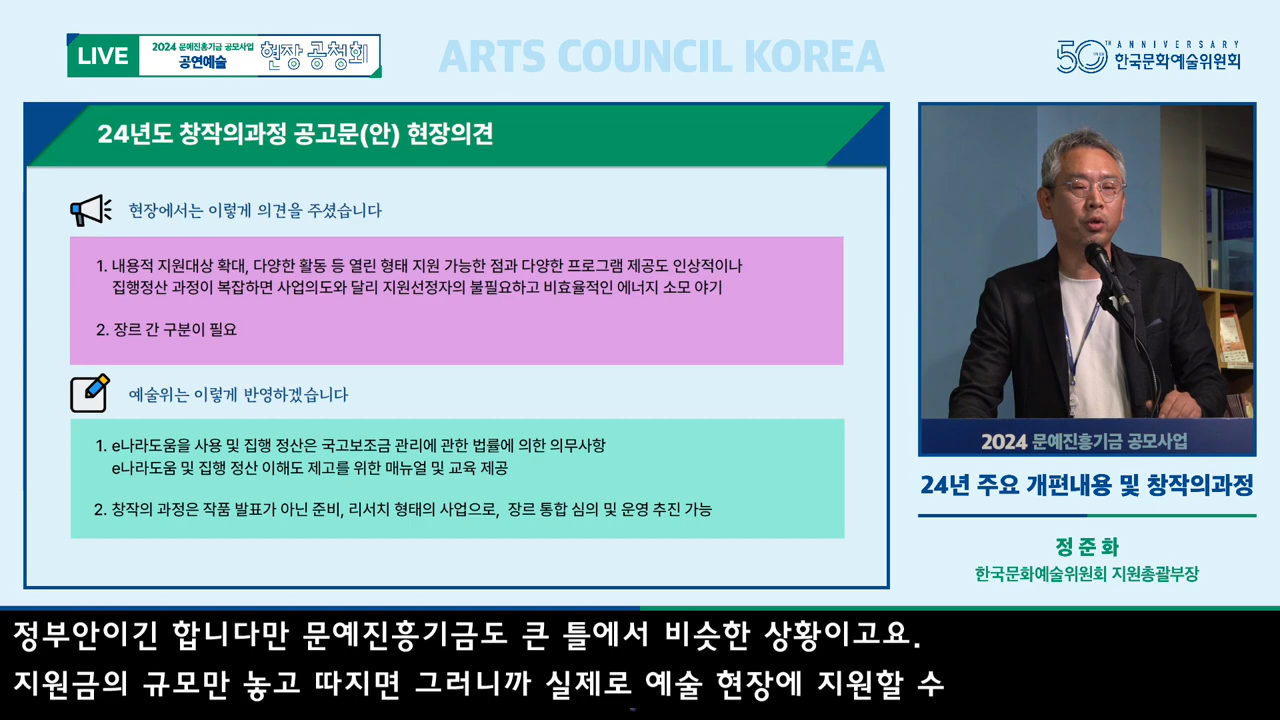 LIVE
2024 문예진흥기금 공모사업
공연예술
현장 공청회
ARTS COUNCIL KOREA
50TH ANNIVERSARY
한국문화예술위원회
24년도 창작의과정 공고문(안) 현장의견
현장에서는 이렇게 의견을 주셨습니다
1. 내용적 지원대상 확대, 다양한 활동 등 열린 형태 지원 가능한 점과 다양한 프로그램 제공도 인상적이나
집행정산 과정이 복잡하면 사업의도와 달리 지원선정자의 불필요하고 비효율적인 에너지 소모 야기
2. 장르 간 구분이 필요
예술위는 이렇게 반영하겠습니다
1. e나라도움을 사용 및 집행 정산은 국고보조금 관리에 관한 법률에 의한 의무사항
e나라도움 및 집행 정산 이해도 제고를 위한 매뉴얼 및 교육 제공
2. 창작의 과정은 작품 발표가 아닌 준비, 리서치 형태의 사업으로, 장르 통합 심의 및 운영 추진 가능
2024 문예진흥기금 공모사업
24년 주요 개편내용 및 창작의과정
정준화
한국문화예술위원회 지원총괄부장
정부안이긴 합니다만 문예진흥기금도 큰 틀에서 비슷한 상황이고요.
지원금의 규모만 놓고 따지면 그러니까 실제로 예술 현장에 지원할 수